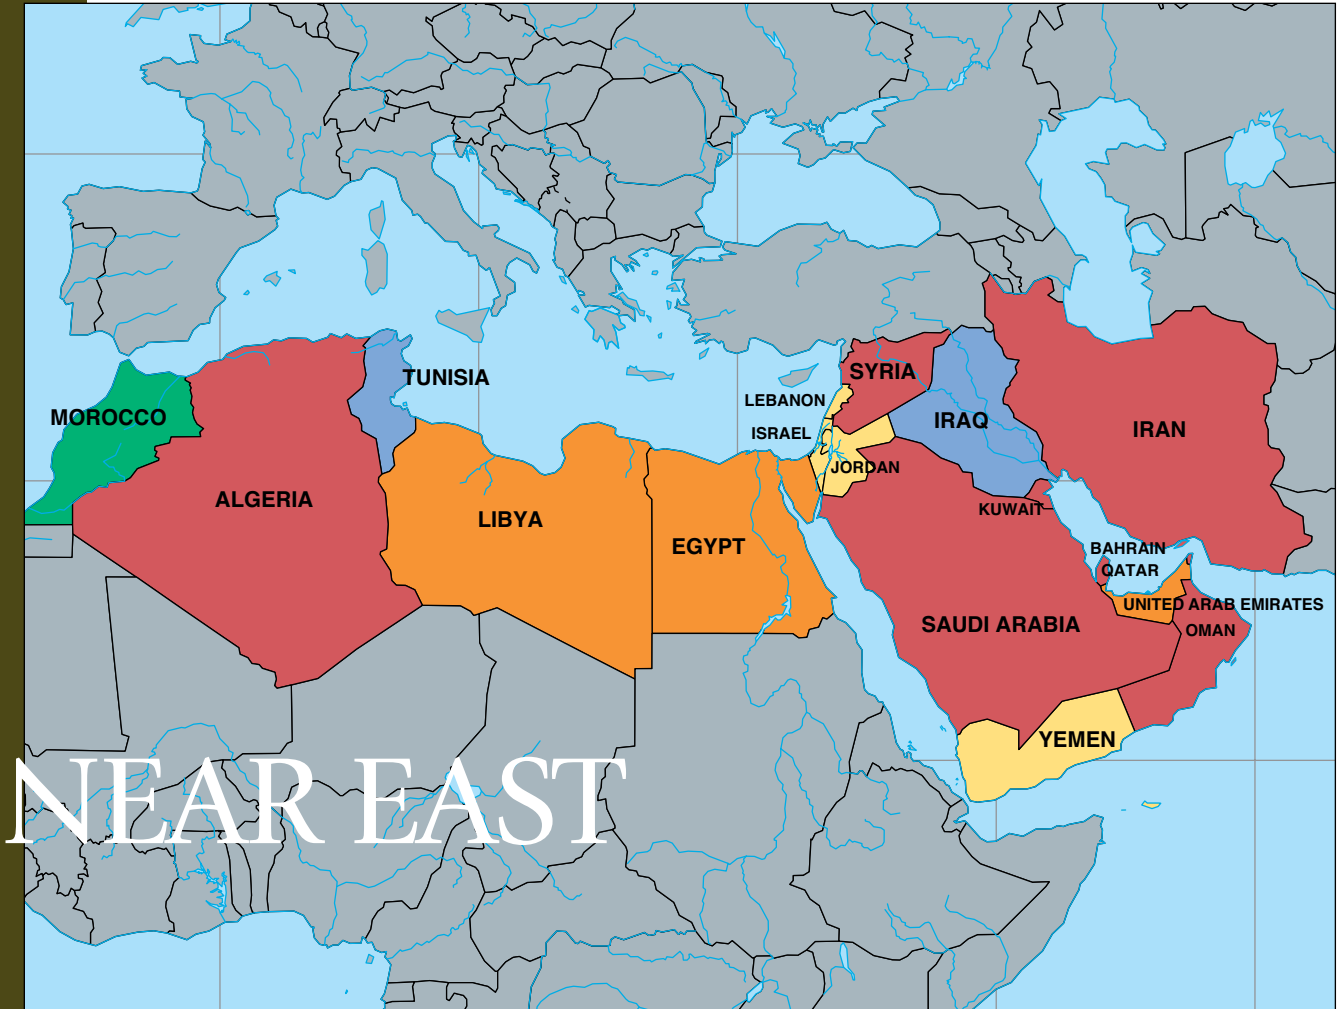 TUNISIA
SYRIA
LEBANON
MOROCCO
IRAQ
IRAN
ISRAEL
JORDAN
ALGERIA
KUWAIT
LIBYA
EGYPT
BAHRAIN
QATAR
UNITED ARAB EMIRATES
SAUDI ARABIA
OMAN
YEMEN
NEAR EAST